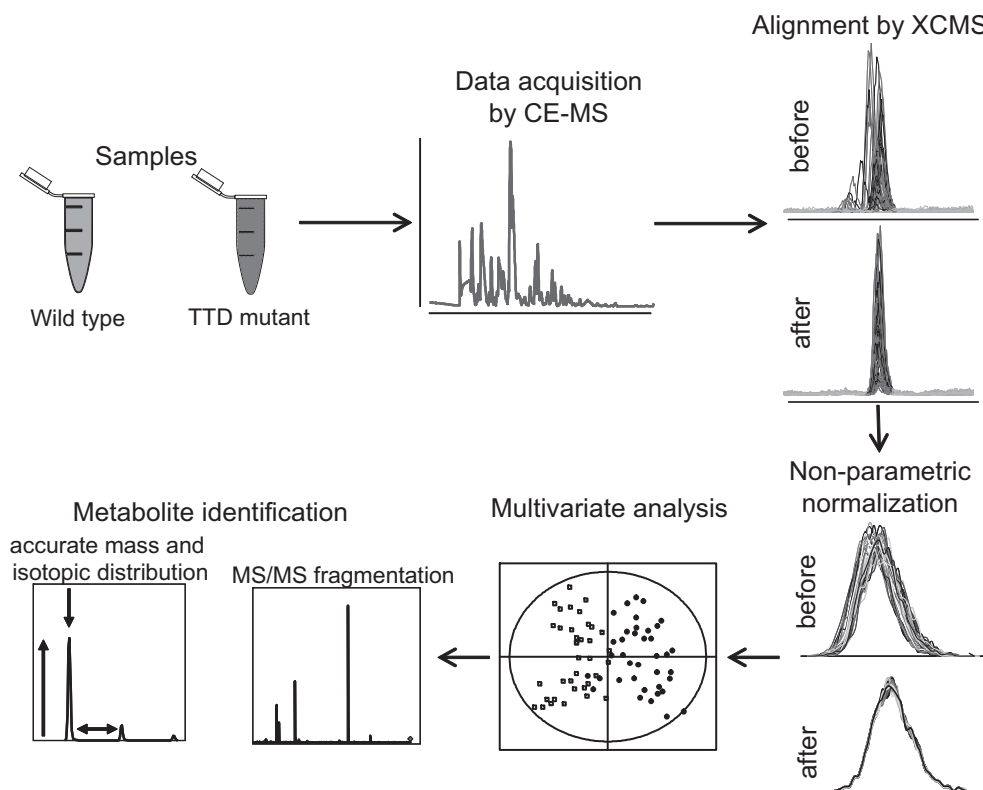 Samples
Wild type
TTD mutant
Data acquisition
by CE-MS
Alignment by XCMS
before
after
Non-parametric
normalization
before
after
Multivariate analysis
Metabolite identification
accurate mass and
isotopic distribution
MS/MS fragmentation